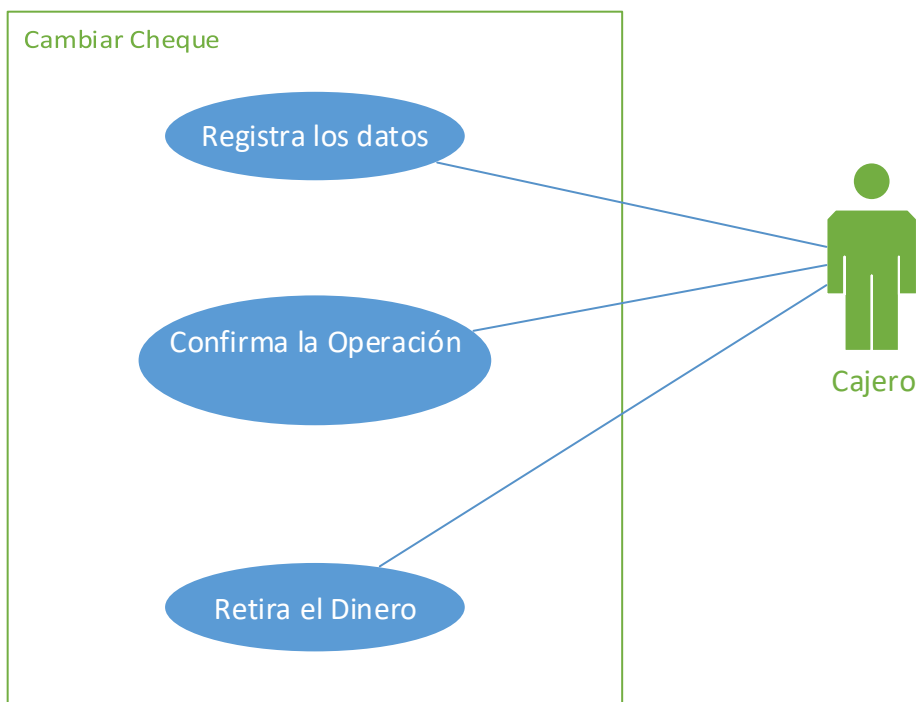 Cambiar Cheque
Registra los datos
Confirma la Operación
Cajero
Retira el Dinero